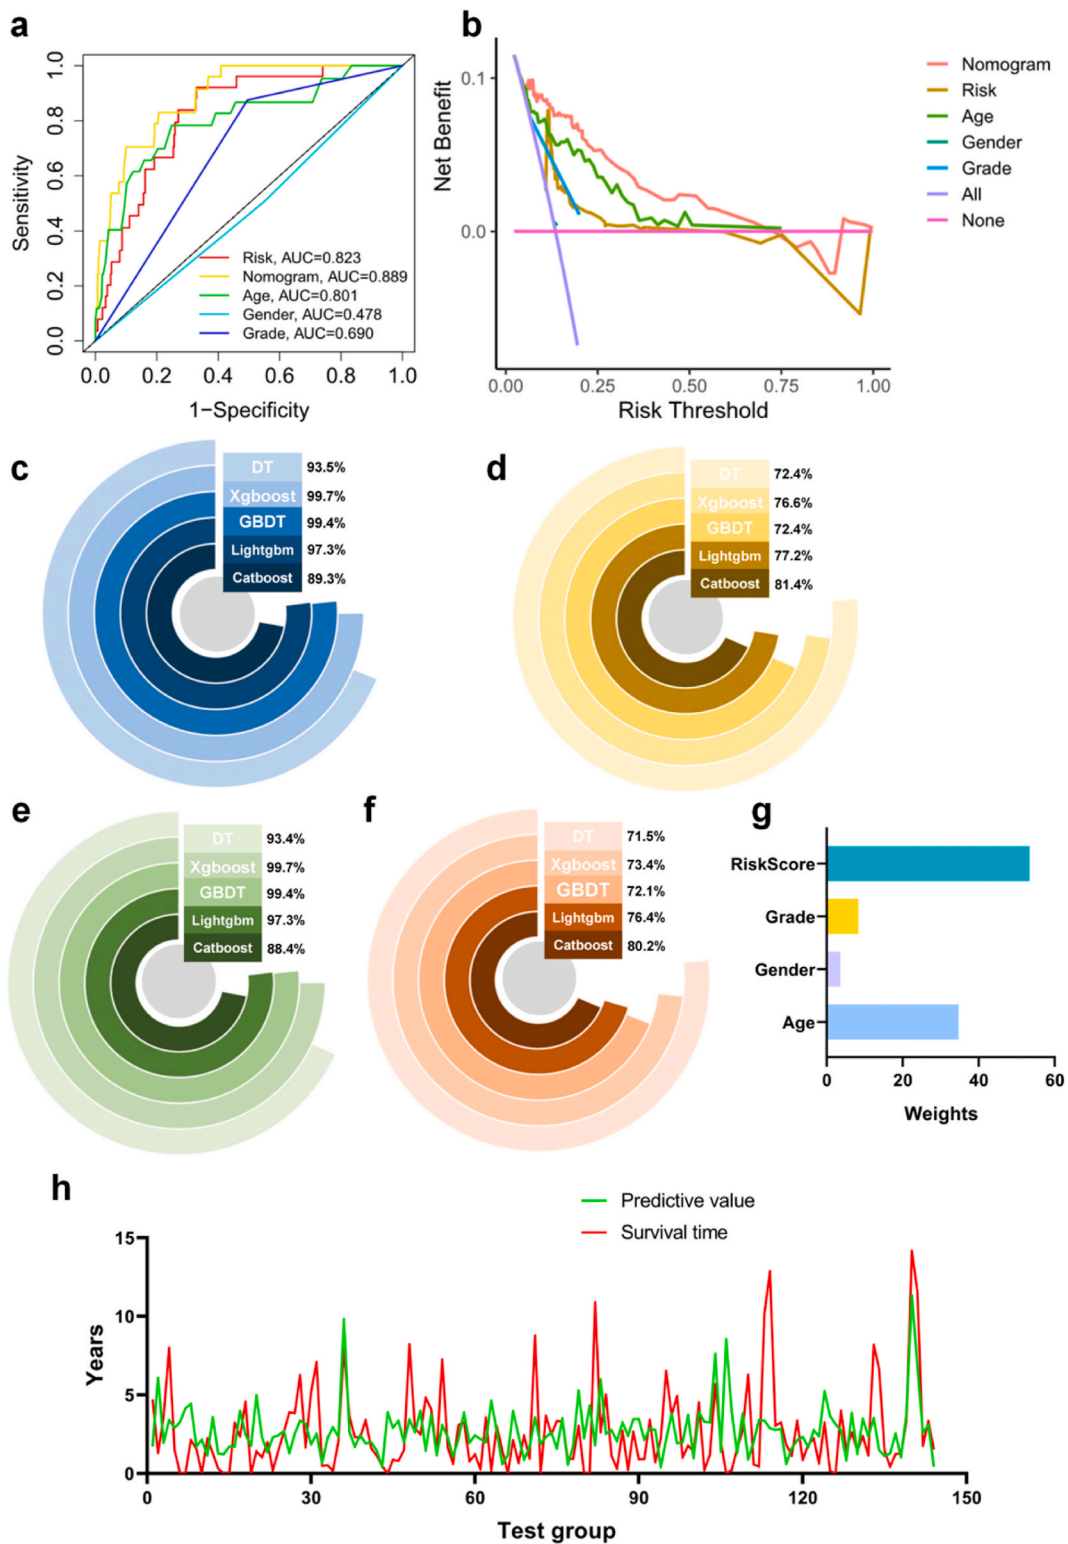 a
Sensitivity
1.0
0.8
0.6
0.4
0.2
0.0
Risk, AUC=0.823
Nomogram, AUC=0.889
Age, AUC=0.801
Gender, AUC=0.478
Grade, AUC=0.690
0.0 0.2 0.4 0.6 0.8 1.0
1−Specificity
b
Net Benefit
0.1
0.0
0.00 0.25 0.50 0.75 1.00
Risk Threshold
Nomogram
Risk
Age
Gender
Grade
All
None
c
DT 93.5%
Xgboost 99.7%
GBDT 99.4%
Lightgbm 97.3%
Catboost 89.3%
d
DT 72.4%
Xgboost 76.6%
GBDT 72.4%
Lightgbm 77.2%
Catboost 81.4%
e
DT 93.4%
Xgboost 99.7%
GBDT 99.4%
Lightgbm 97.3%
Catboost 88.4%
f
DT 71.5%
Xgboost 73.4%
GBDT 72.1%
Lightgbm 76.4%
Catboost 80.2%
g
RiskScore
Grade
Gender
Age
0 20 40 60
Weights
h
Predictive value
Survival time
Years
15
10
5
0
0 30 60 90 120 150
Test group